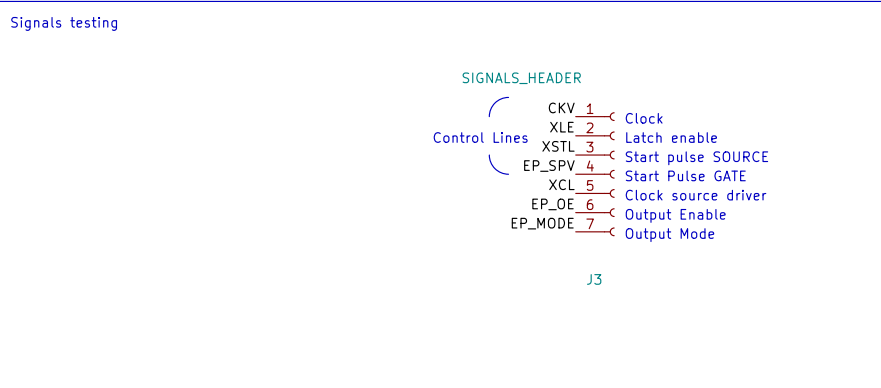 Signals testing
SIGNALS_HEADER
CKV 1 Clock
XLE 2 Latch enable
Control Lines
XSTL 3 Start pulse SOURCE
EP_SPV 4 Start Pulse GATE
XCL 5 Clock source driver
EP_OE 6 Output Enable
EP_MODE 7 Output Mode
J3